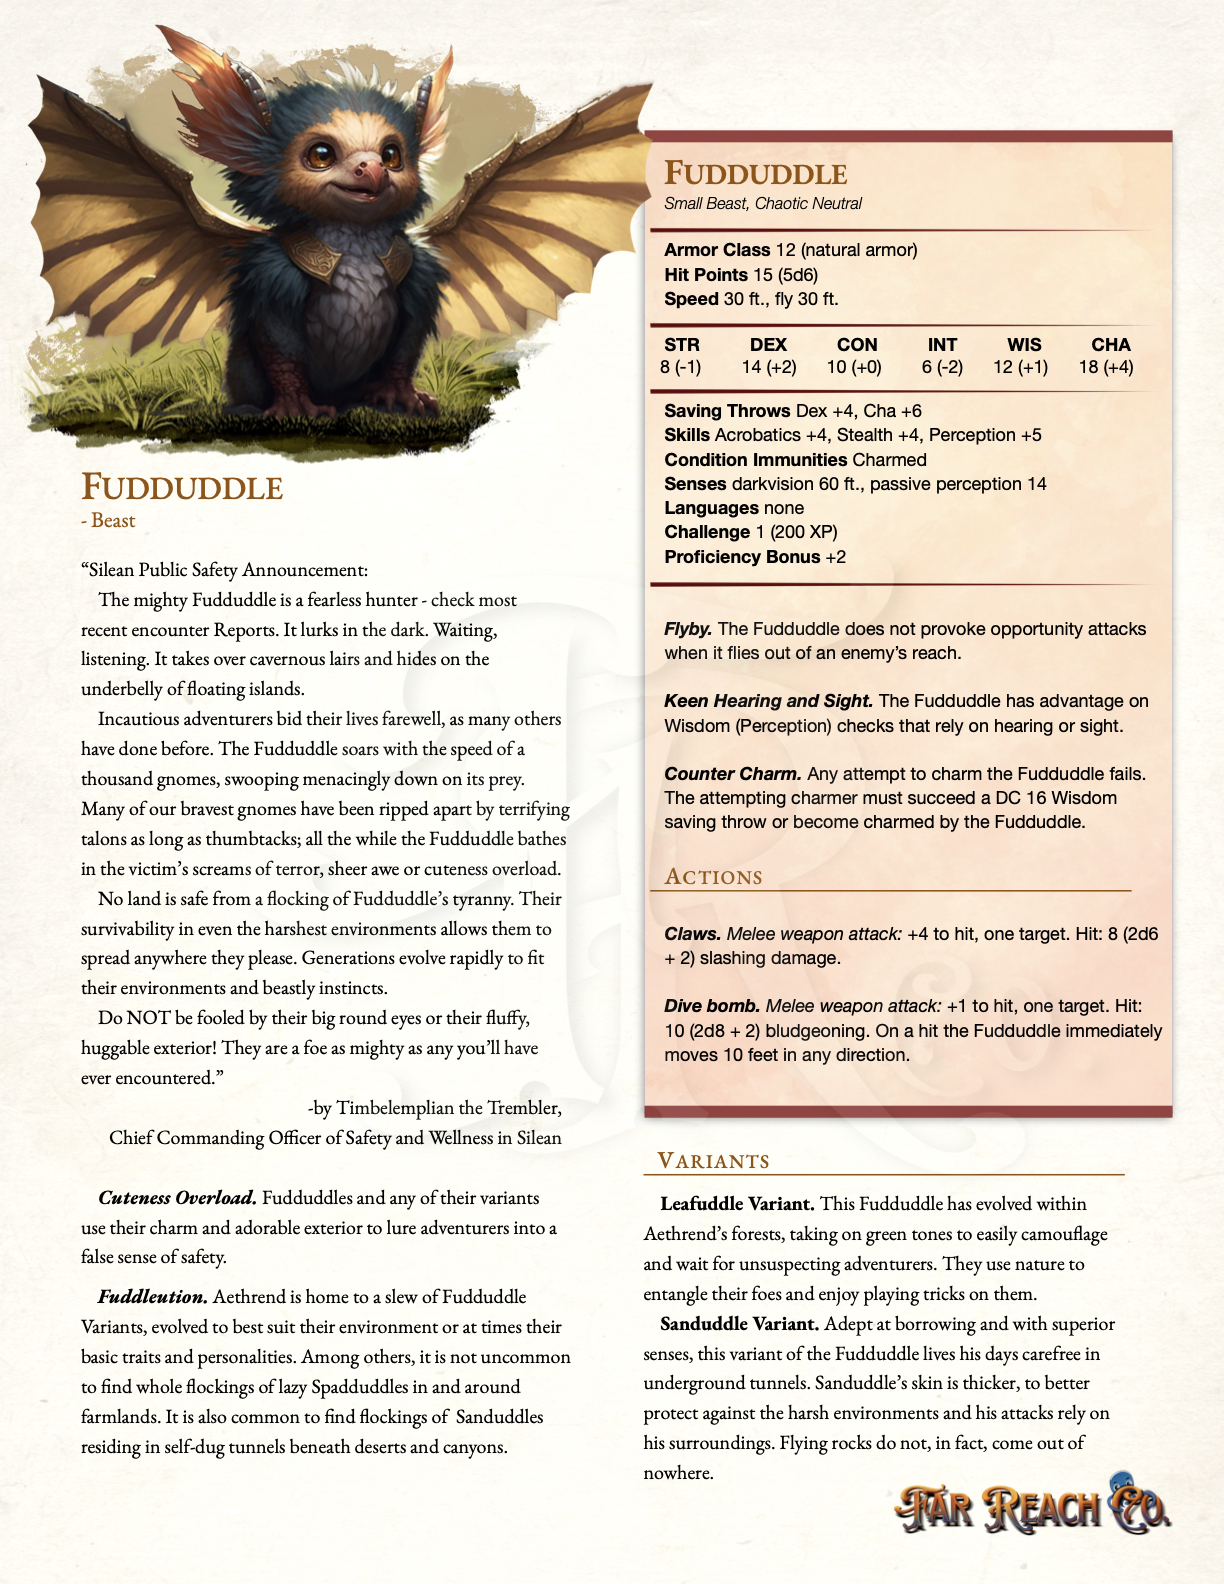 Fudduddle
- Beast
“Silean Public Safety Announcement:
The mighty Fudduddle is a fearless hunter - check most
recent encounter Reports. It lurks in the dark. Waiting,
listening. It takes over cavernous lairs and hides on the
underbelly of floating islands.
Incautious adventurers bid their lives farewell, as many others
have done before. The Fudduddle soars with the speed of a
thousand gnomes, swooping menacingly down on its prey.
Many of our bravest gnomes have been ripped apart by terrifying
talons as long as thumbtacks; all the while the Fudduddle bathes
in the victim’s screams of terror, sheer awe or cuteness overload.
No land is safe from a flocking of Fudduddle’s tyranny. Their
survivability in even the harshest environments allows them to
spread anywhere they please. Generations evolve rapidly to fit
their environments and beastly instincts.
Do NOT be fooled by their big round eyes or their fluffy,
huggable exterior! They are a foe as mighty as any you’ll have
ever encountered.”
-by Timbelemplian the Trembler,
Chief Commanding Officer of Safety and Wellness in Silean
Cuteness Overload. Fudduddles and any of their variants
use their charm and adorable exterior to lure adventurers into a
false sense of safety.
Fuddleution. Aethrend is home to a slew of Fudduddle
Variants, evolved to best suit their environment or at times their
basic traits and personalities. Among others, it is not uncommon
to find whole flockings of lazy Spadduddles in and around
farmlands. It is also common to find flockings of Sanduddles
residing in self-dug tunnels beneath deserts and canyons.
Fudduddle
Small Beast, Chaotic Neutral
Armor Class 12 (natural armor)
Hit Points 15 (5d6)
Speed 30 ft., fly 30 ft.
STR DEX CON INT WIS CHA
8 (-1) 14 (+2) 10 (+0) 6 (-2) 12 (+1) 18 (+4)
Saving Throws Dex +4, Cha +6
Skills Acrobatics +4, Stealth +4, Perception +5
Condition Immunities Charmed
Senses darkvision 60 ft., passive perception 14
Languages none
Challenge 1 (200 XP)
Proficiency Bonus +2
Flyby. The Fudduddle does not provoke opportunity attacks
when it flies out of an enemy’s reach.
Keen Hearing and Sight. The Fudduddle has advantage on
Wisdom (Perception) checks that rely on hearing or sight.
Counter Charm. Any attempt to charm the Fudduddle fails.
The attempting charmer must succeed a DC 16 Wisdom
saving throw or become charmed by the Fudduddle.
Actions
Claws. Melee weapon attack: +4 to hit, one target. Hit: 8 (2d6
+ 2) slashing damage.
Dive bomb. Melee weapon attack: +1 to hit, one target. Hit:
10 (2d8 + 2) bludgeoning. On a hit the Fudduddle immediately
moves 10 feet in any direction.
Variants
Leafuddle Variant. This Fudduddle has evolved within
Aethrend’s forests, taking on green tones to easily camouflage
and wait for unsuspecting adventurers. They use nature to
entangle their foes and enjoy playing tricks on them.
Sanduddle Variant. Adept at borrowing and with superior
senses, this variant of the Fudduddle lives his days carefree in
underground tunnels. Sanduddle’s skin is thicker, to better
protect against the harsh environments and his attacks rely on
his surroundings. Flying rocks do not, in fact, come out of
nowhere.
Far Reach Co.